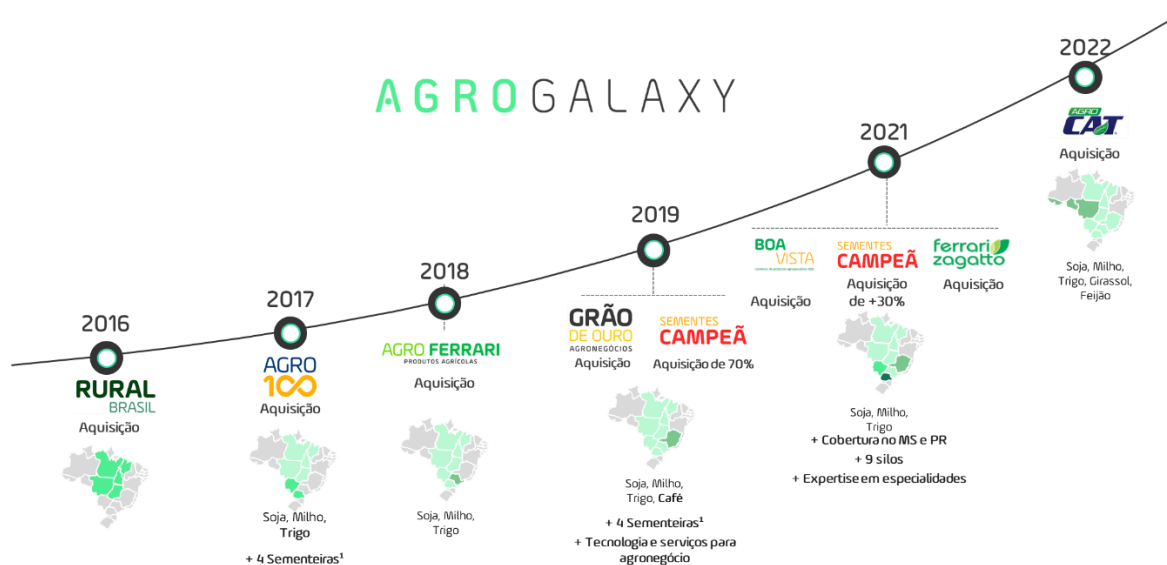 AGROGALAXY
2016
RURAL
BRASIL
Aquisição
2017
AGRO
100
Aquisição
Soja, Milho,
Trigo
+ 4 Sementeiras¹
2018
AGRO FERRARI
PRODUTOS AGRÍCOLAS
Aquisição
Soja, Milho,
Trigo
2019
GRÃO
DE OURO
AGRONEGÓCIOS
Aquisição
SEMENTES
CAMPEÃ
Aquisição de 70%
Soja, Milho,
Trigo, Café
+ 4 Sementeiras¹
+ Tecnologia e serviços para
agronegócio
2021
BOA
VISTA
Aquisição
SEMENTES
CAMPEÃ
Aquisição
de +30%
ferrari
zagatto
Aquisição
Soja, Milho,
Trigo
+ Cobertura no MS e PR
+ 9 silos
+ Expertise em especialidades
2022
AGRO
CAT
Aquisição
Soja, Milho,
Trigo, Girassol,
Feijão